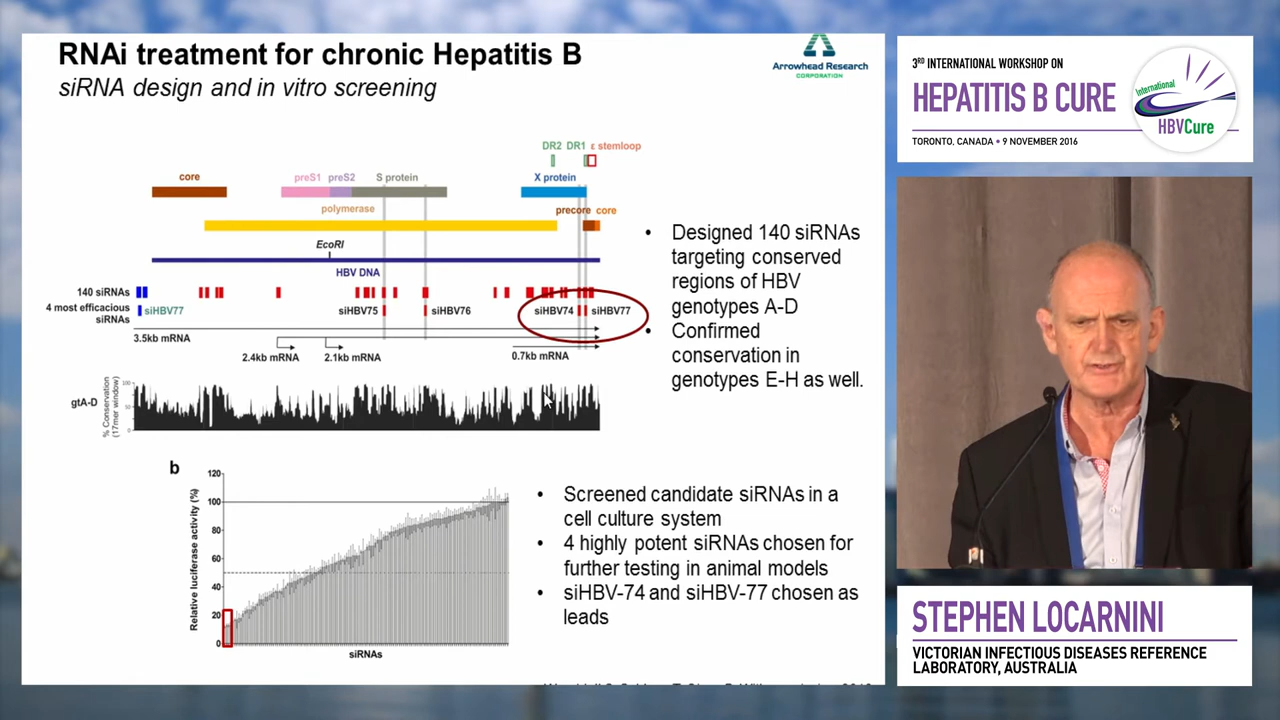 RNAi treatment for chronic Hepatitis B
siRNA design and in vitro screening
Arrowhead Research
CORPORATION
DR2 DR1 ε stemloop
core
preS1 preS2 S protein
X protein
polymerase
precore core
EcoRI
HBV DNA
140 siRNAs
4 most efficacious
siRNAs
siHBV77
siHBV75
siHBV76
siHBV74
siHBV77
3.5kb mRNA
2.4kb mRNA
2.1kb mRNA
0.7kb mRNA
gtA-D
% Conservation
(17mer window)
100
50
0
• Designed 140 siRNAs
targeting conserved
regions of HBV
genotypes A-D
• Confirmed
conservation in
genotypes E-H as well.
b
Relative luciferase activity (%)
120
100
80
60
40
20
0
siRNAs
• Screened candidate siRNAs in a
cell culture system
• 4 highly potent siRNAs chosen for
further testing in animal models
• siHBV-74 and siHBV-77 chosen as
leads
3RD INTERNATIONAL WORKSHOP ON
HEPATITIS B CURE
TORONTO, CANADA • 9 NOVEMBER 2016
International
HBVCure
STEPHEN LOCARNINI
VICTORIAN INFECTIOUS DISEASES REFERENCE
LABORATORY, AUSTRALIA